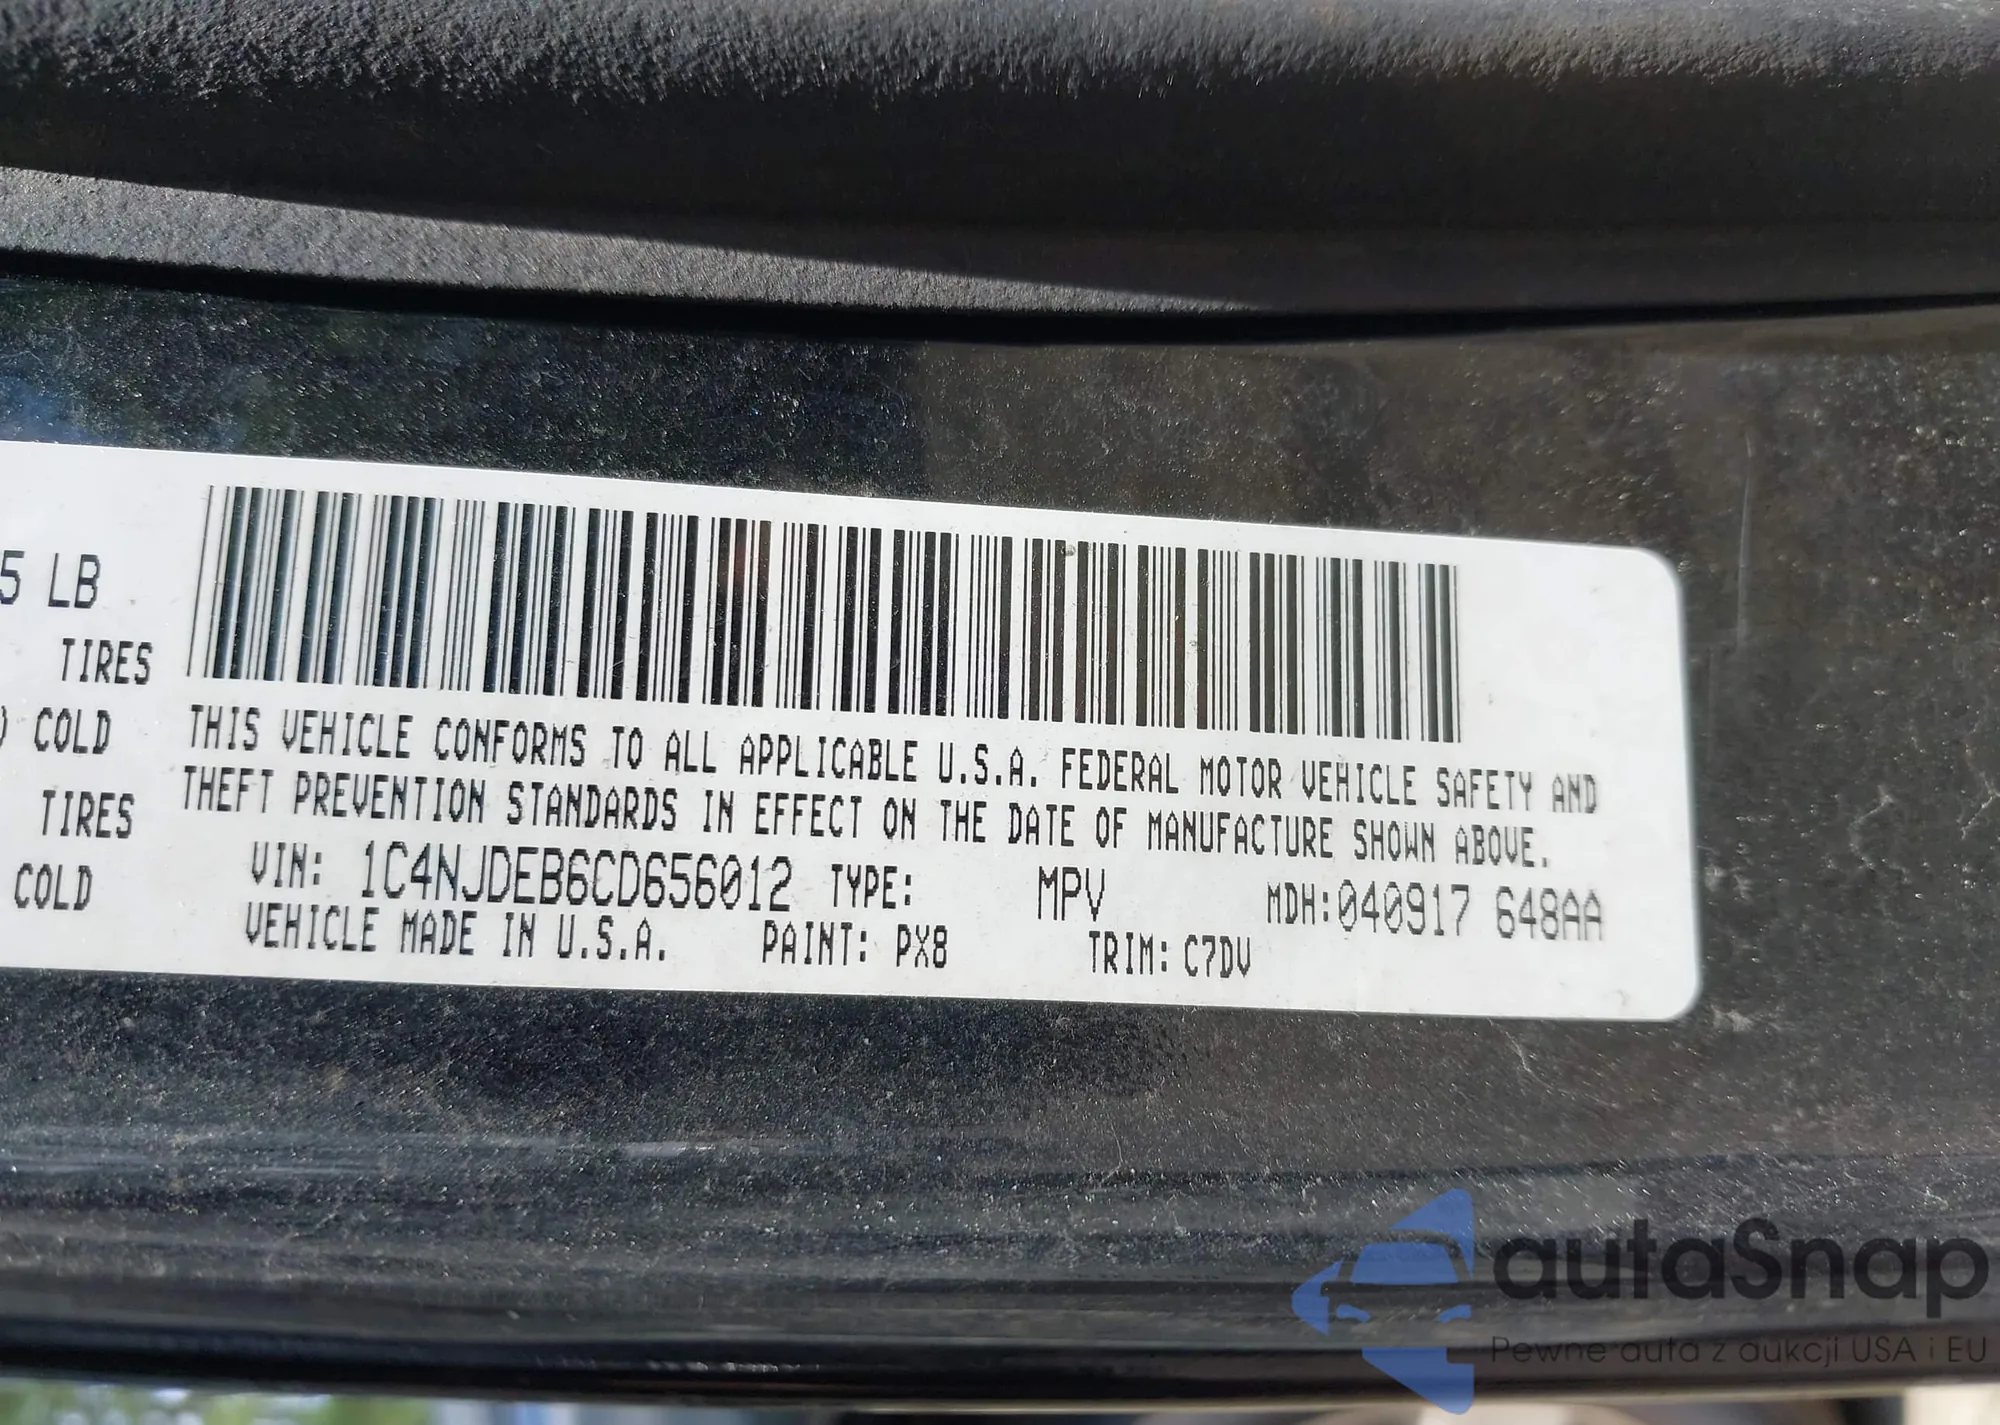 5 LB
TIRES
) COLD
TIRES
COLD
THIS VEHICLE CONFORMS TO ALL APPLICABLE U.S.A. FEDERAL MOTOR VEHICLE SAFETY AND
THEFT PREVENTION STANDARDS IN EFFECT ON THE DATE OF MANUFACTURE SHOWN ABOVE.
VIN: 1C4NJDEB6CD656012 TYPE: MPV MDH:040917 648AA
VEHICLE MADE IN U.S.A. PAINT: PX8 TRIM: C7DV
autaSnap
Pewne auta z aukcji USA i EU